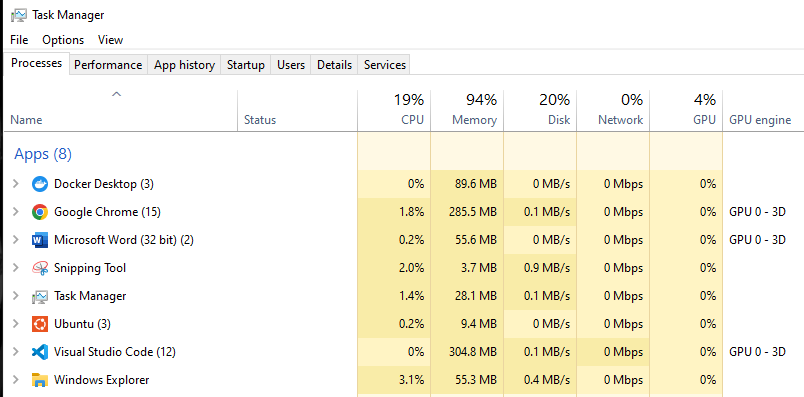 Task Manager
File Options View
Processes Performance App history Startup Users Details Services
19% 94% 20% 0% 4%
Name Status CPU Memory Disk Network GPU GPU engine
Apps (8)
Docker Desktop (3) 0% 89.6 MB 0 MB/s 0 Mbps 0%
Google Chrome (15) 1.8% 285.5 MB 0.1 MB/s 0 Mbps 0% GPU 0 - 3D
Microsoft Word (32 bit) (2) 0.2% 55.6 MB 0 MB/s 0 Mbps 0% GPU 0 - 3D
Snipping Tool 2.0% 3.7 MB 0.9 MB/s 0 Mbps 0%
Task Manager 1.4% 28.1 MB 0.1 MB/s 0 Mbps 0%
Ubuntu (3) 0.2% 9.4 MB 0 MB/s 0 Mbps 0%
Visual Studio Code (12) 0% 304.8 MB 0.1 MB/s 0 Mbps 0% GPU 0 - 3D
Windows Explorer 3.1% 55.3 MB 0.4 MB/s 0 Mbps 0%